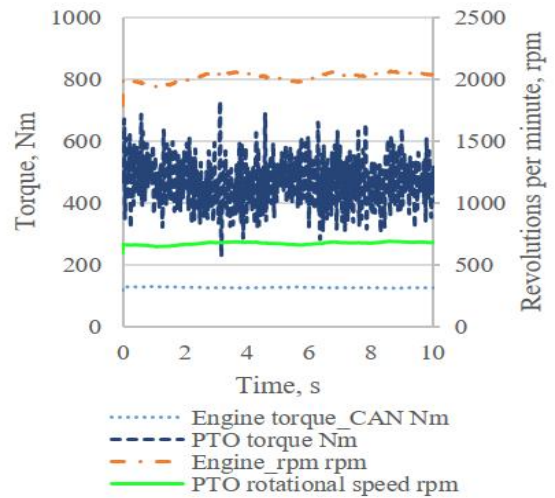 1000
800
600
400
200
0
Torque, Nm
2500
2000
1500
1000
500
0
Revolutions per minute, rpm
0 2 4 6 8 10
Time, s
Engine torque_CAN Nm
PTO torque Nm
Engine_rpm rpm
PTO rotational speed rpm